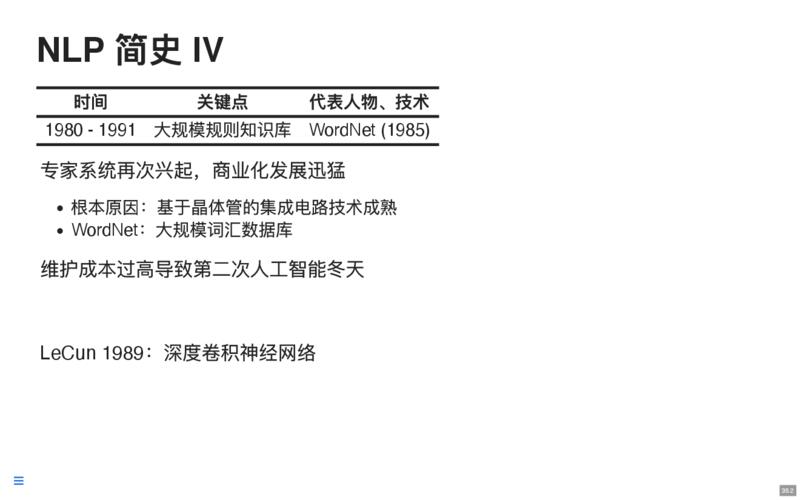 NLP 简史 IV
时间 关键点 代表人物、技术
1980 - 1991 大规模规则知识库 WordNet (1985)
专家系统再次兴起，商业化发展迅猛
• 根本原因：基于晶体管的集成电路技术成熟
• WordNet：大规模词汇数据库
维护成本过高导致第二次人工智能冬天
LeCun 1989：深度卷积神经网络